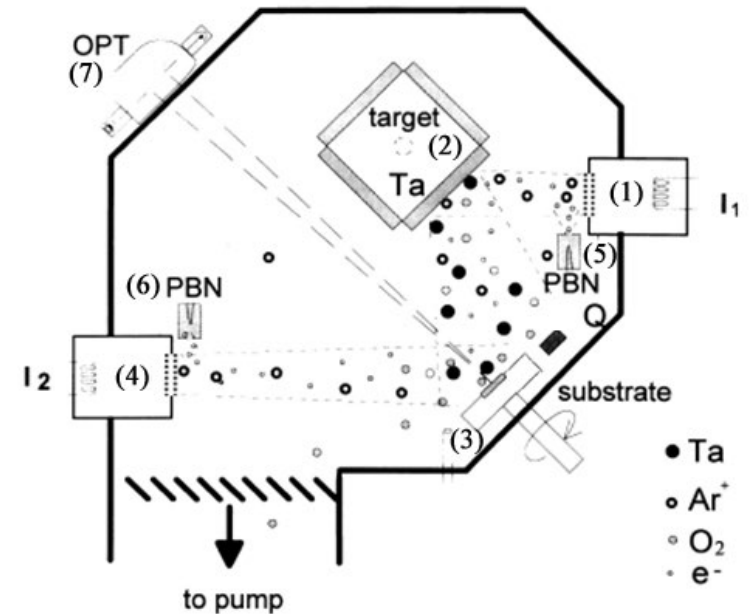 OPT
(7)
target
(2)
Ta
(1)
I₁
(5)
PBN
(6) PBN
Q
I₂
(4)
substrate
(3)
Ta
Ar⁺
O₂
e⁻
to pump